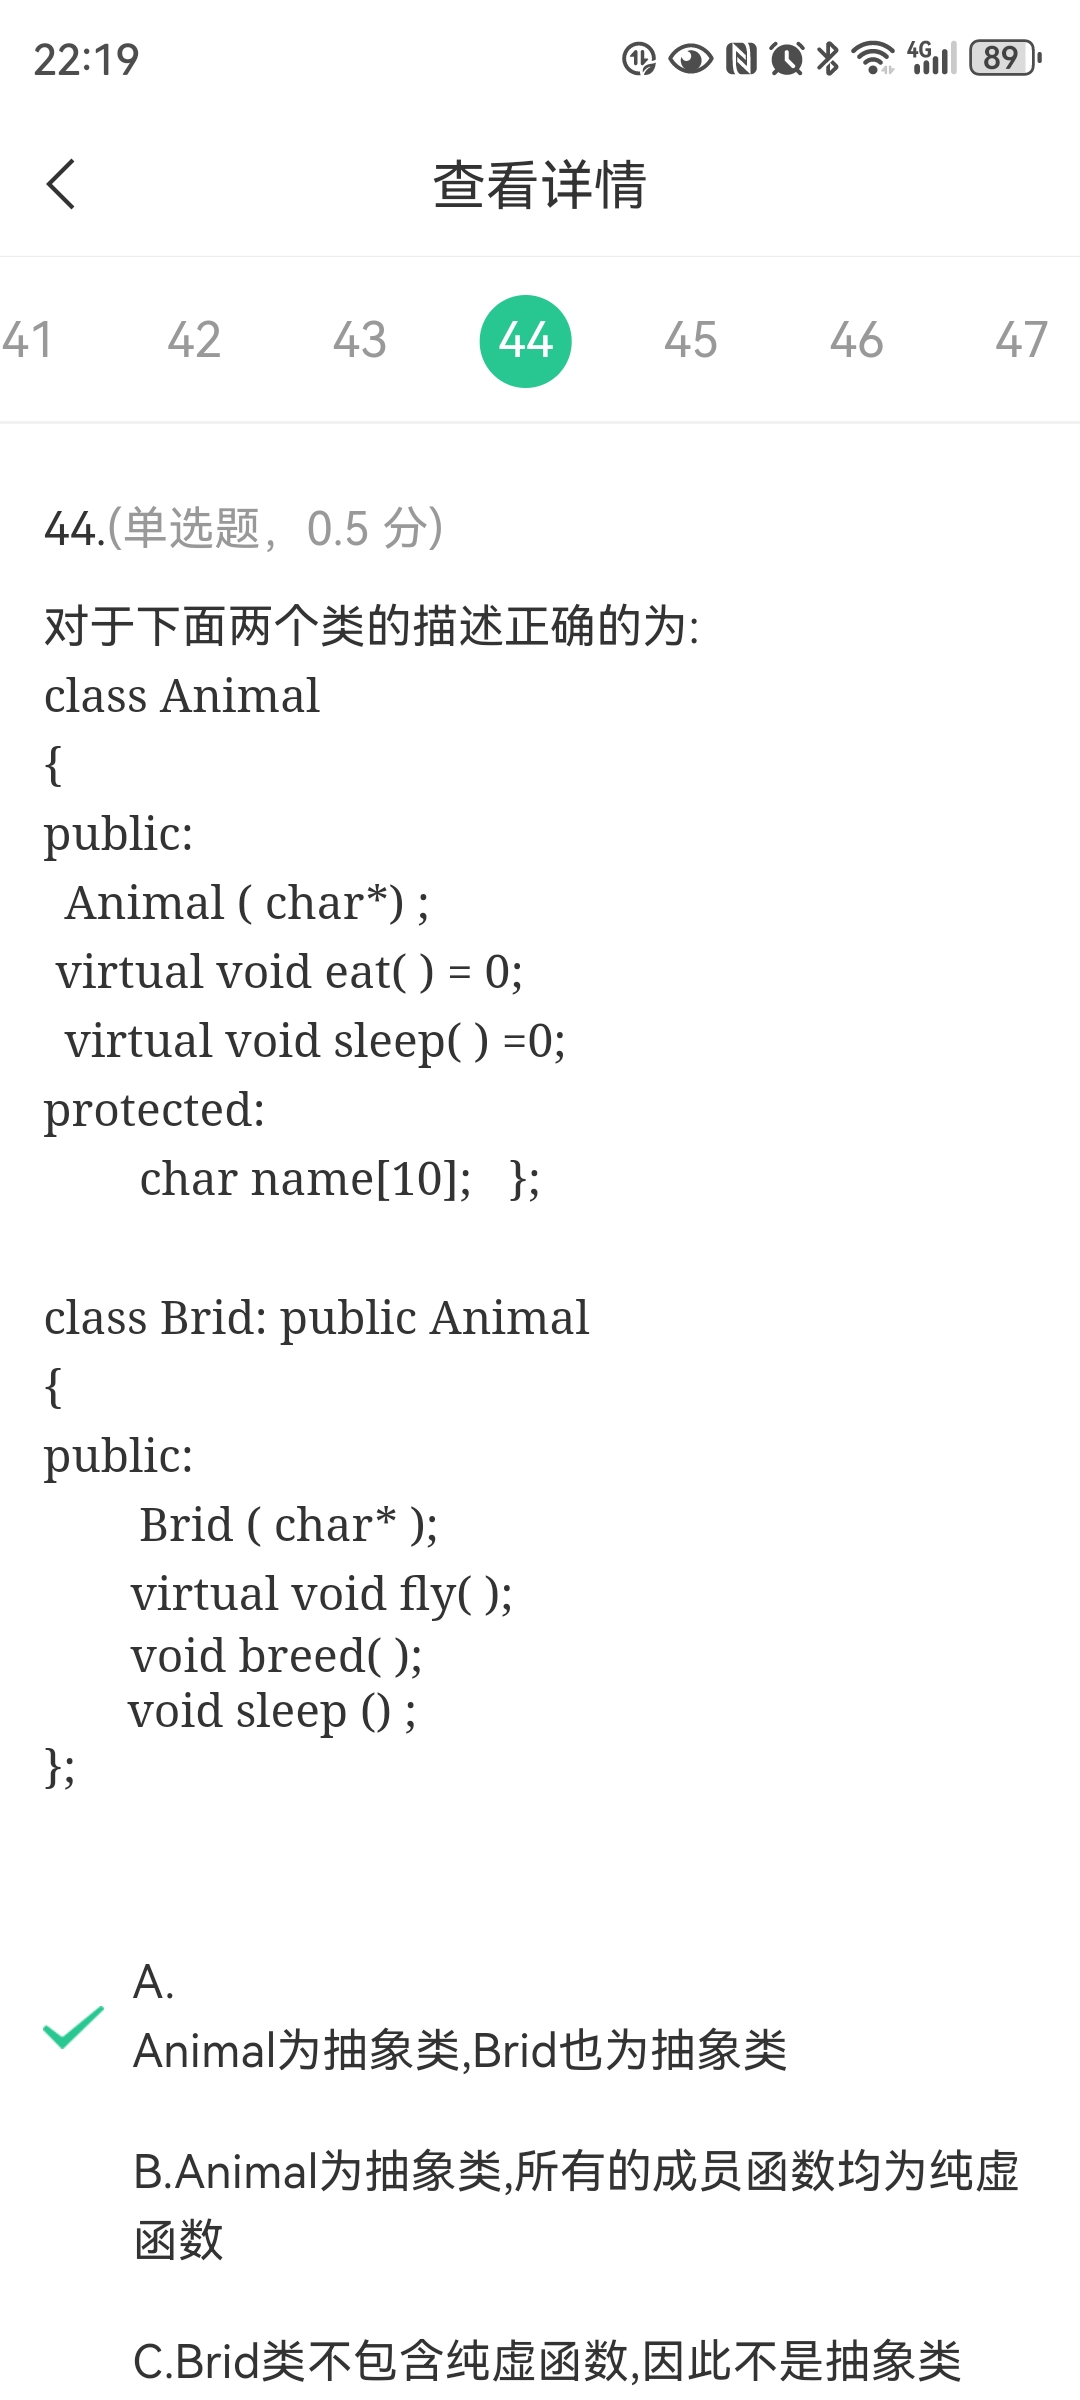 22:19
4G
89
查看详情
41 42 43 44 45 46 47
44.(单选题，0.5 分)
对于下面两个类的描述正确的为:
class Animal
{
public:
Animal ( char*) ;
virtual void eat( ) = 0;
virtual void sleep( ) =0;
protected:
char name[10]; };
class Brid: public Animal
{
public:
Brid ( char* );
virtual void fly( );
void breed( );
void sleep () ;
};
A.
Animal为抽象类,Brid也为抽象类
B.Animal为抽象类,所有的成员函数均为纯虚
函数
C.Brid类不包含纯虚函数,因此不是抽象类